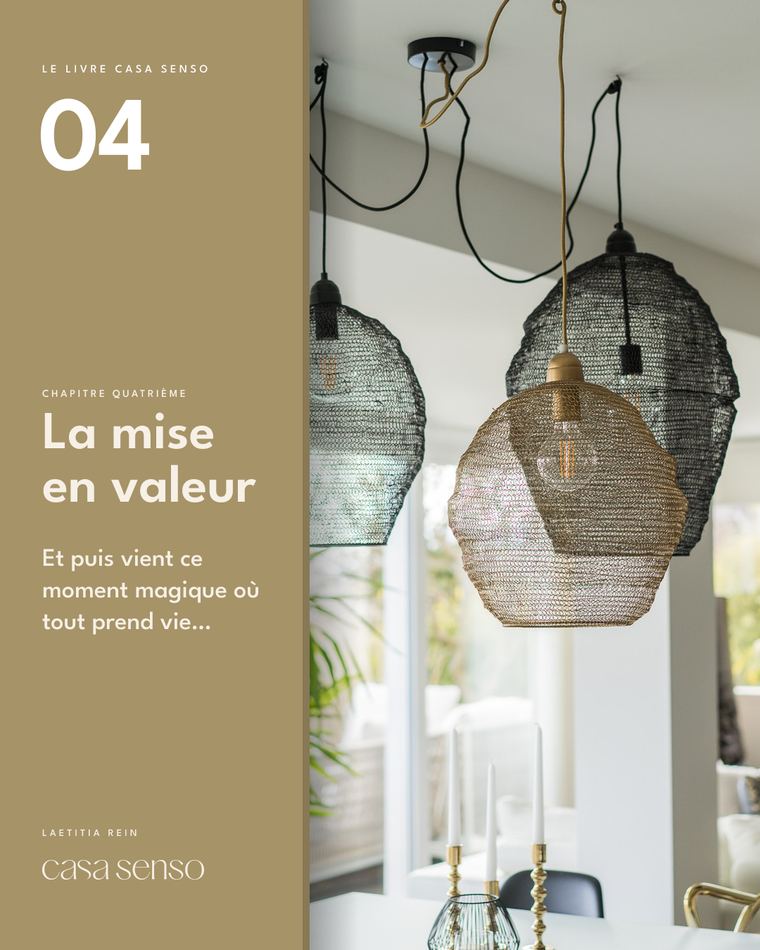 LE LIVRE CASA SENSO
04
CHAPITRE QUATRIÈME
La mise
en valeur
Et puis vient ce
moment magique où
tout prend vie...
LAETITIA REIN
casa senso